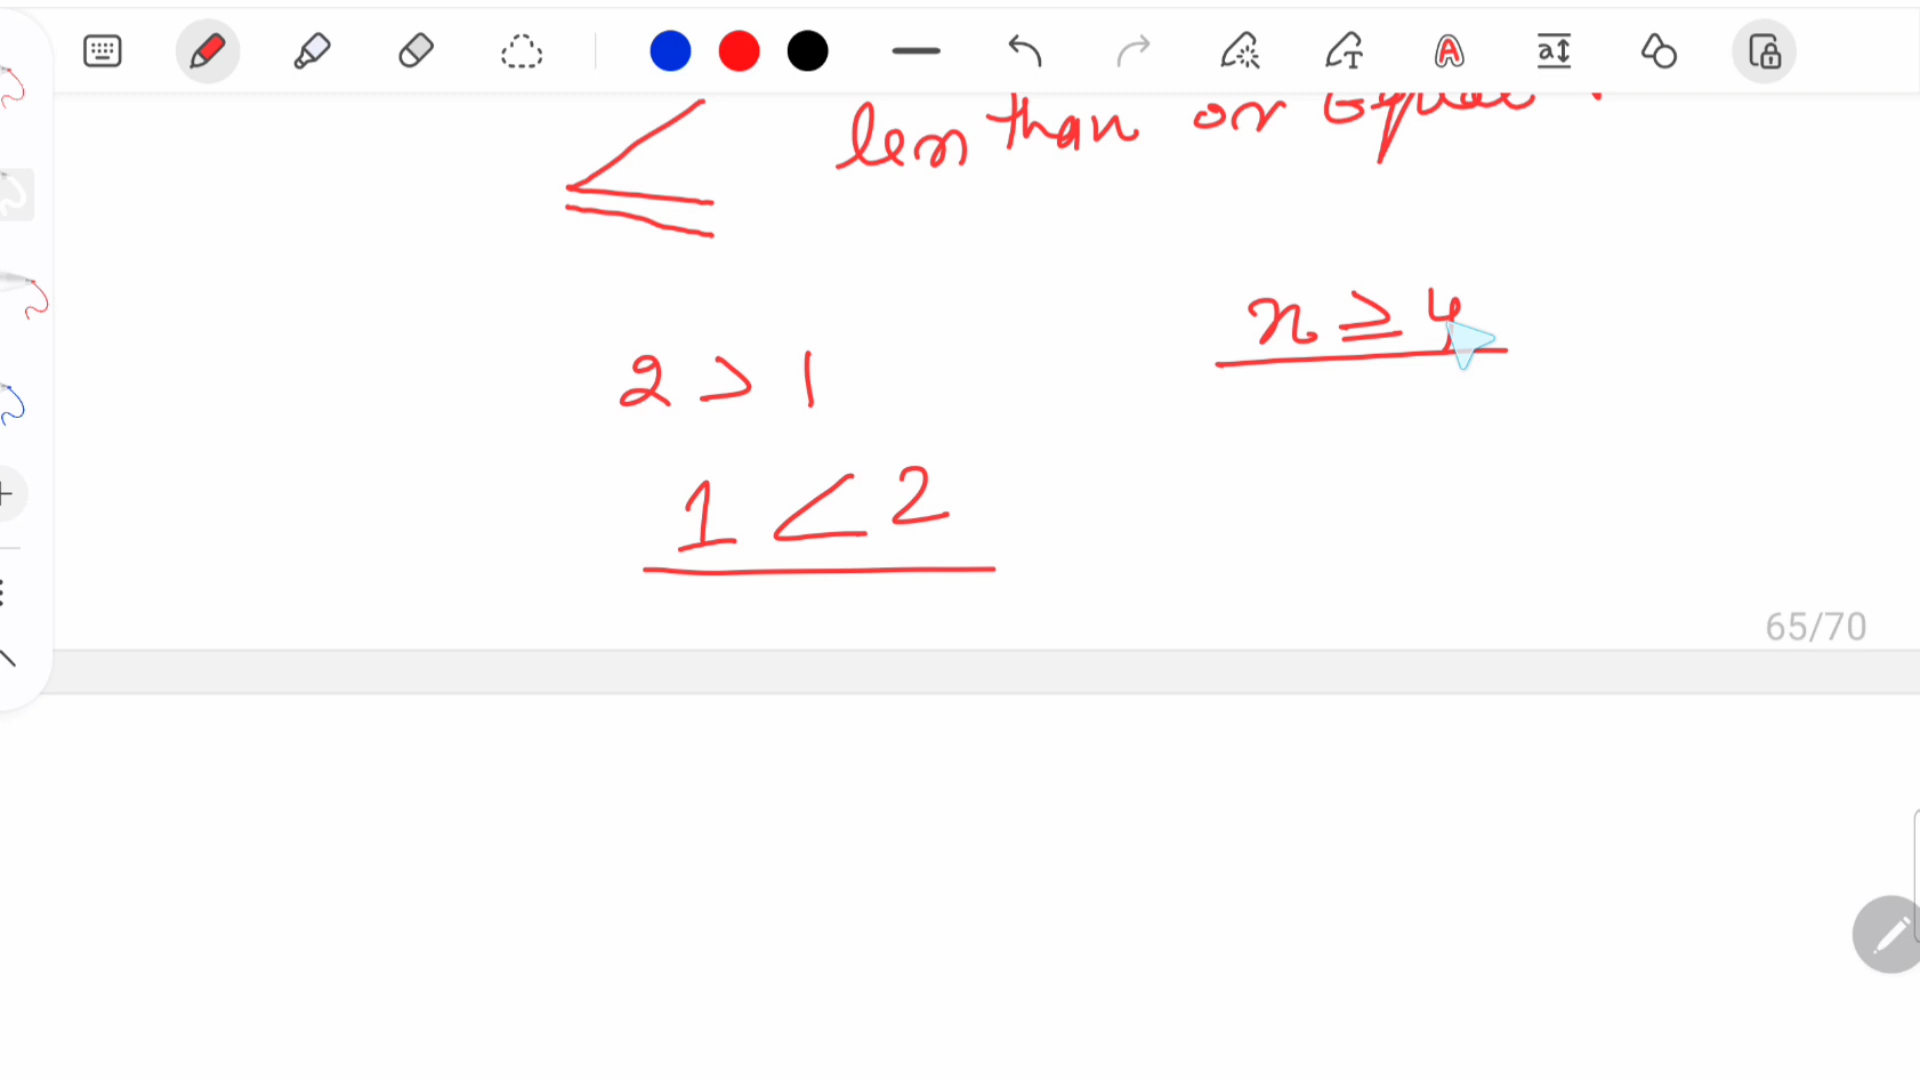 ≤ less than or Equal
x ≥ 4
2 > 1
1 < 2
65/70